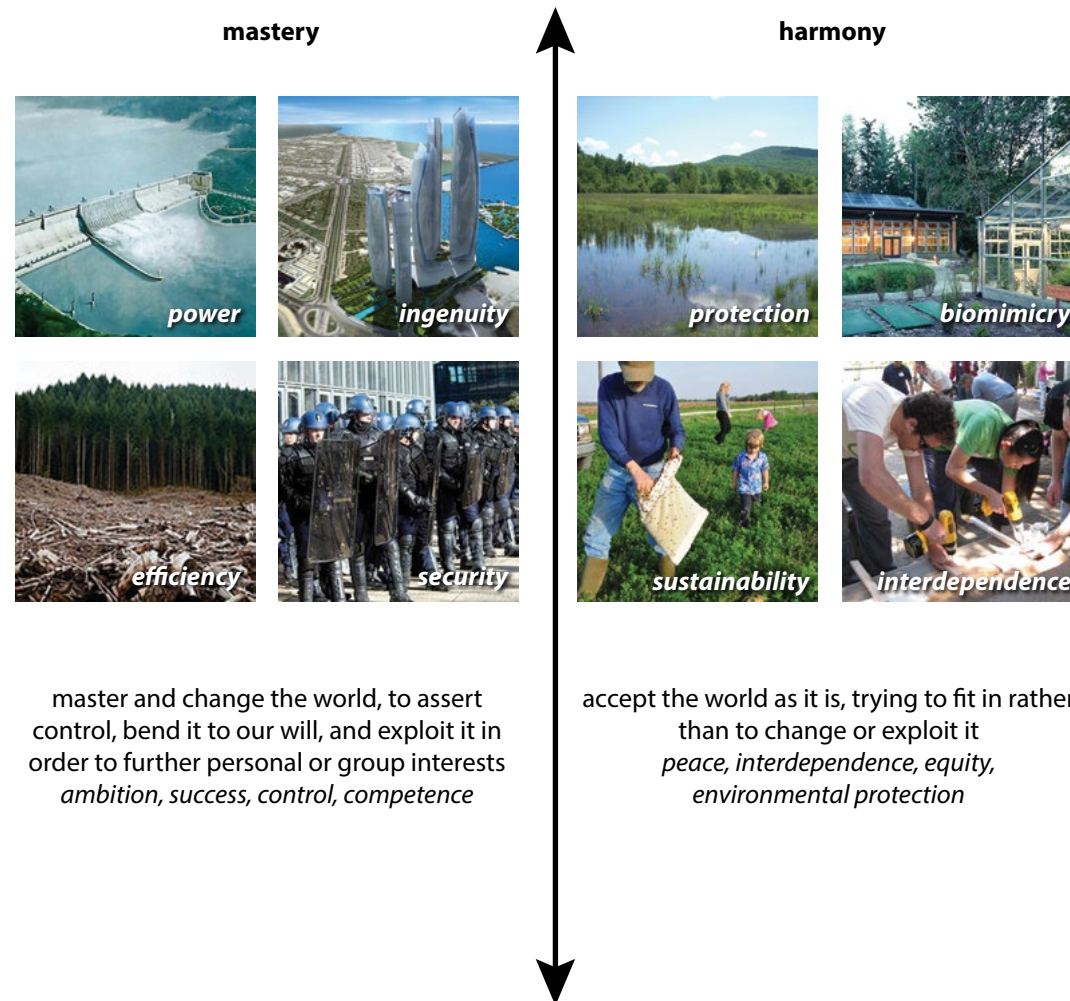 mastery
power
ingenuity
efficiency
security
master and change the world, to assert
control, bend it to our will, and exploit it in
order to further personal or group interests
ambition, success, control, competence
harmony
protection
biomimicry
sustainability
interdependence
accept the world as it is, trying to fit in rather
than to change or exploit it
peace, interdependence, equity,
environmental protection